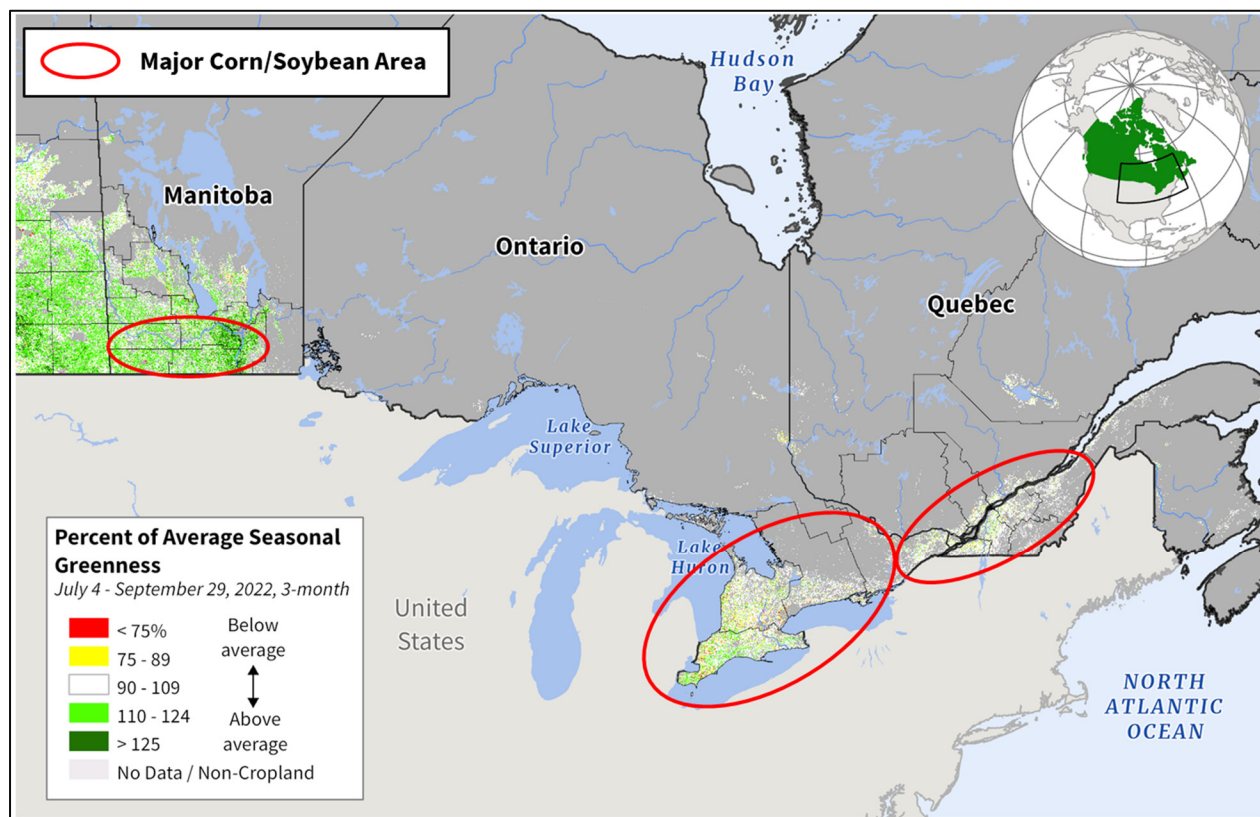 Major Corn/Soybean Area
Hudson
Bay
Manitoba
Ontario
Quebec
Lake
Superior
Lake
Huron
United
States
NORTH
ATLANTIC
OCEAN
Percent of Average Seasonal
Greenness
July 4 - September 29, 2022, 3-month
< 75%
75 - 89
90 - 109
110 - 124
> 125
No Data / Non-Cropland
Below
average
Above
average